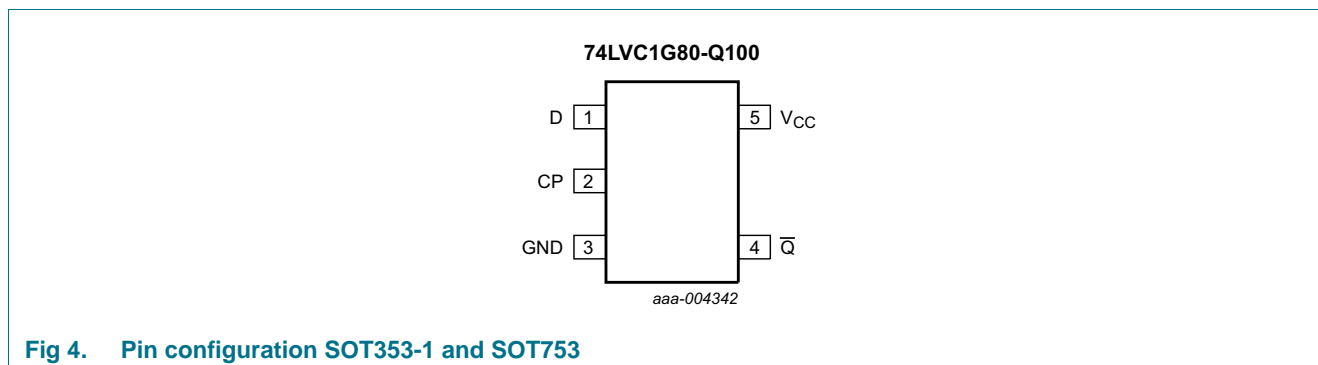 74LVC1G80-Q100
D 1 5 VCC
CP 2
GND 3 4 Q̅
aaa-004342
Fig 4. Pin configuration SOT353-1 and SOT753